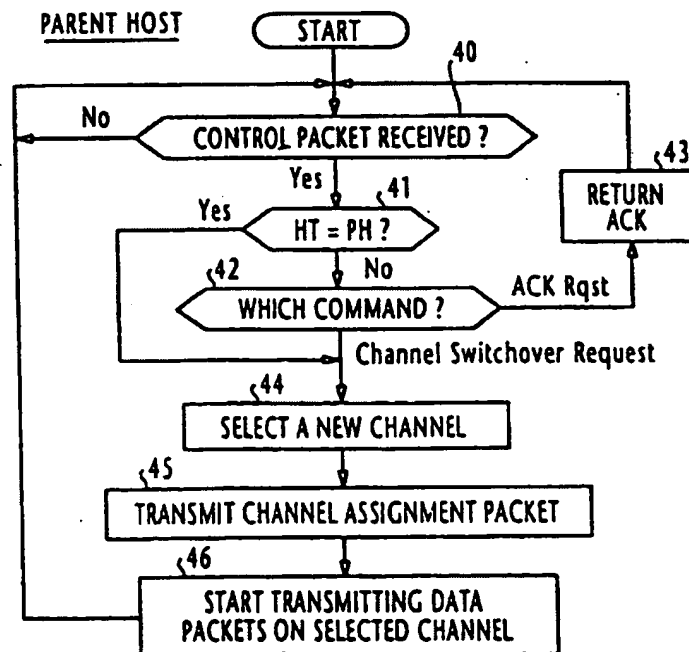 PARENT HOST
START
40
No
CONTROL PACKET RECEIVED ?
43
Yes
41
RETURN
ACK
Yes
HT = PH ?
42
No
ACK Rqst
WHICH COMMAND ?
Channel Switchover Request
44
SELECT A NEW CHANNEL
45
TRANSMIT CHANNEL ASSIGNMENT PACKET
46
START TRANSMITTING DATA
PACKETS ON SELECTED CHANNEL